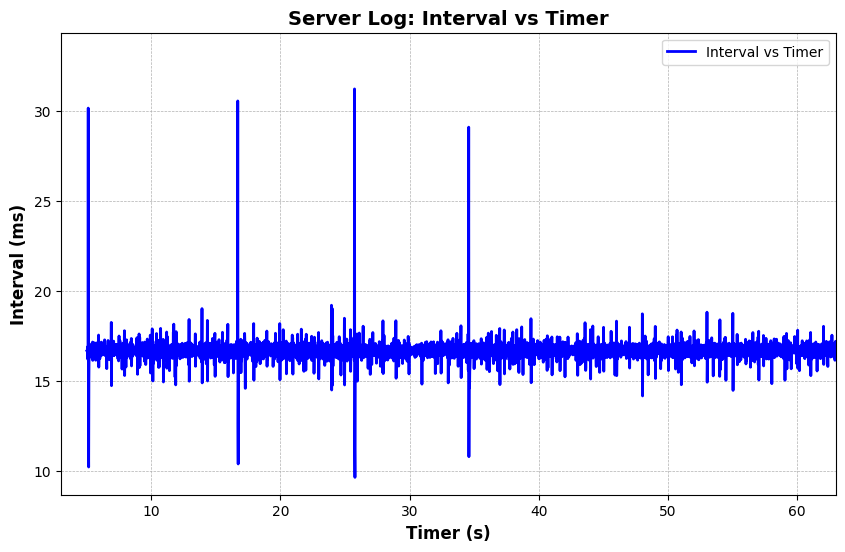 Server Log: Interval vs Timer
Interval vs Timer
30
25
20
15
10
Interval (ms)
10 20 30 40 50 60
Timer (s)